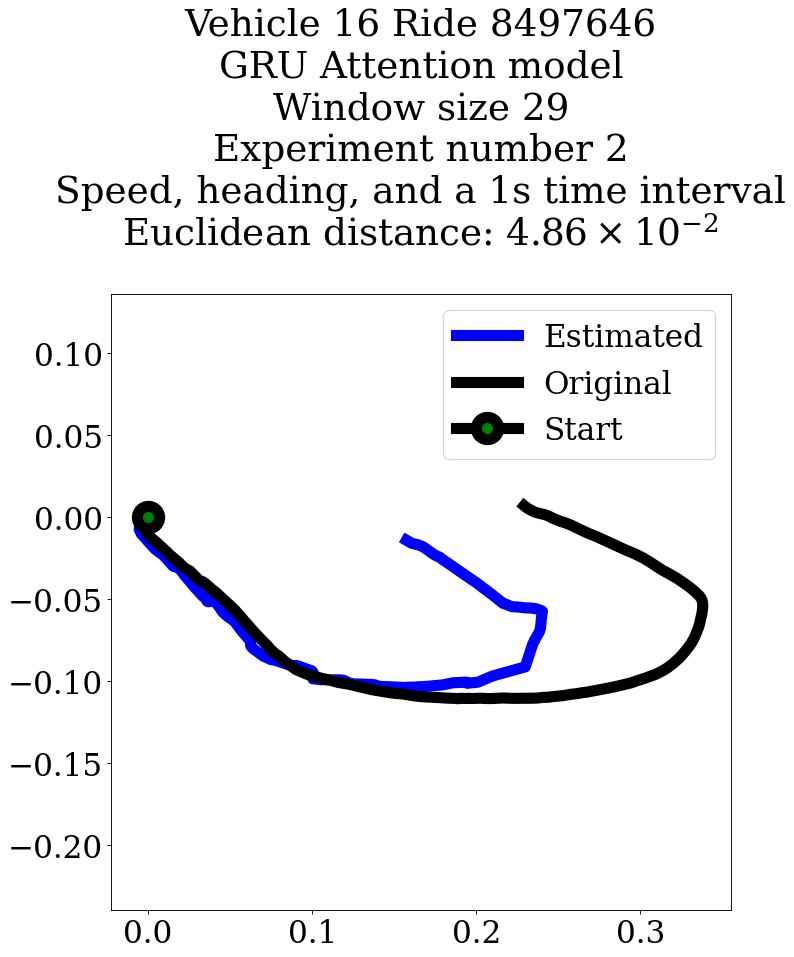 Vehicle 16 Ride 8497646
GRU Attention model
Window size 29
Experiment number 2
Speed, heading, and a 1s time interval
Euclidean distance: 4.86 × 10⁻²
Estimated
Original
Start
0.10
0.05
0.00
−0.05
−0.10
−0.15
−0.20
0.0 0.1 0.2 0.3